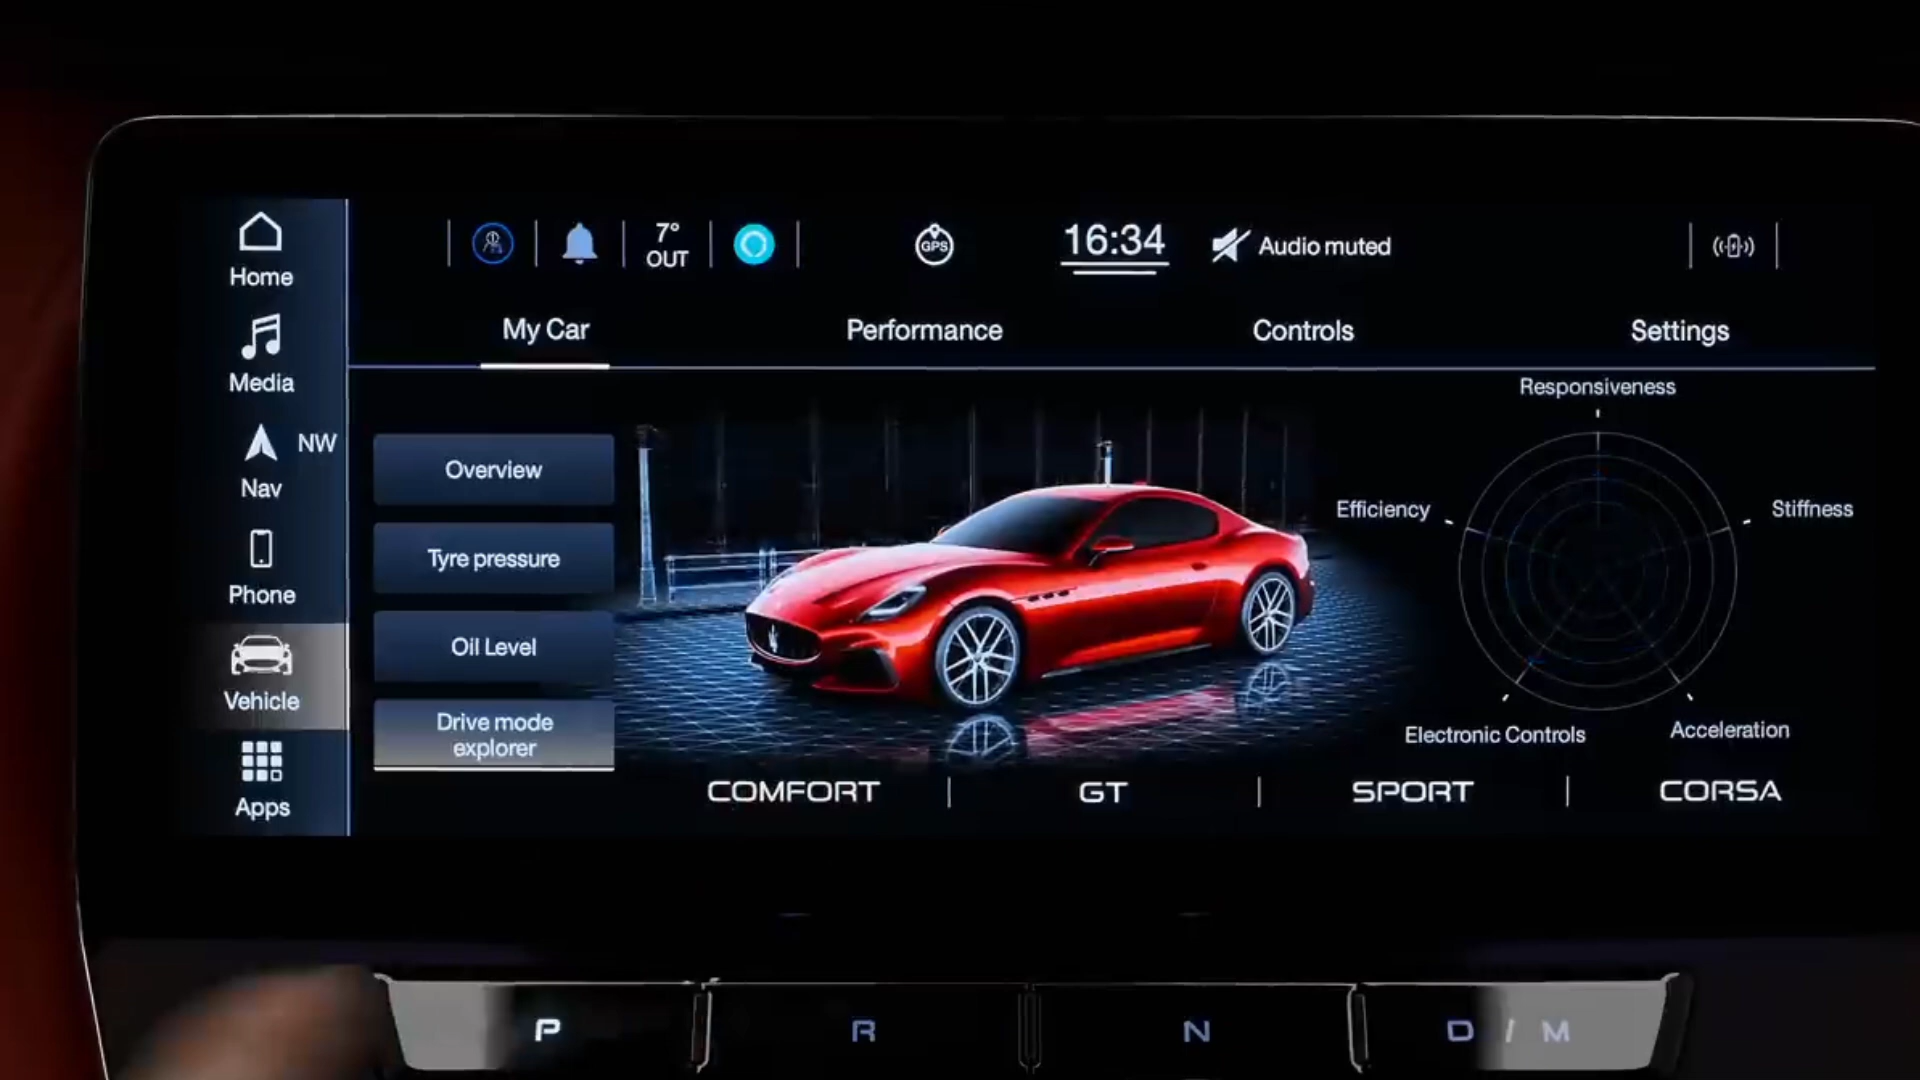 Home
Media
NW
Nav
Phone
Vehicle
Apps
7°
OUT
GPS
16:34
Audio muted
My Car
Performance
Controls
Settings
Overview
Tyre pressure
Oil Level
Drive mode
explorer
Responsiveness
Efficiency
Stiffness
Electronic Controls
Acceleration
COMFORT
GT
SPORT
CORSA
P
R
N
D / M